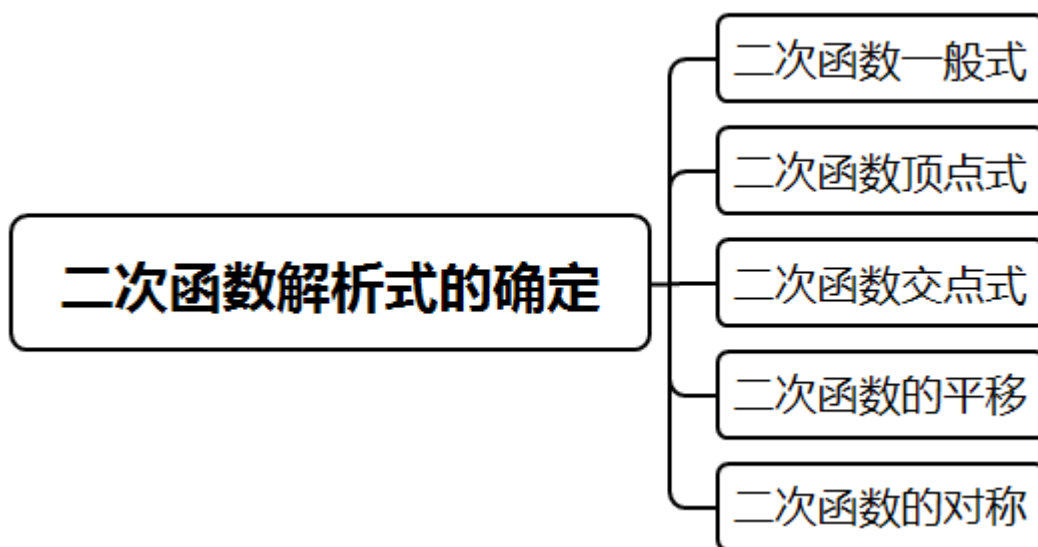 二次函数一般式
二次函数顶点式
二次函数解析式的确定
二次函数交点式
二次函数的平移
二次函数的对称